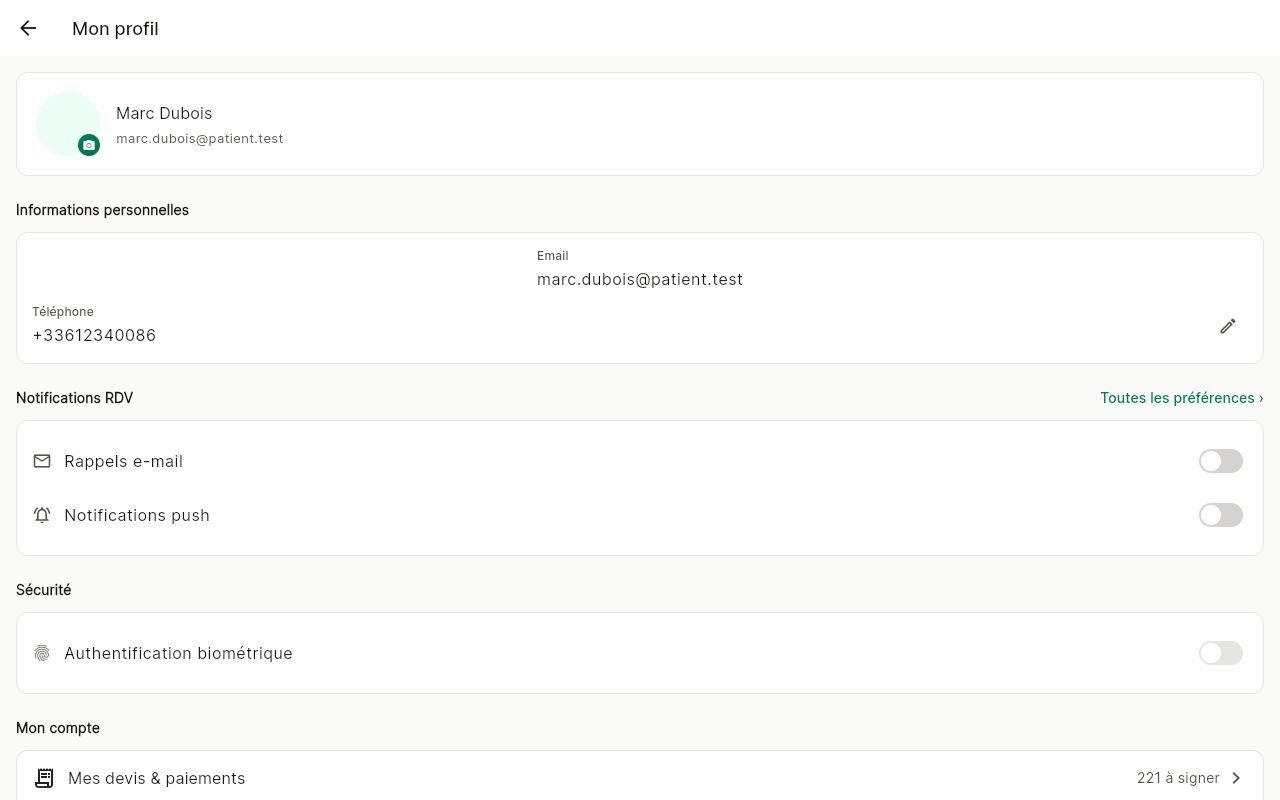 Mon profil
Marc Dubois
marc.dubois@patient.test
Informations personnelles
Email
marc.dubois@patient.test
Téléphone
+33612340086
Notifications RDV
Toutes les préférences ›
Rappels e-mail
Notifications push
Sécurité
Authentification biométrique
Mon compte
Mes devis & paiements
221 à signer